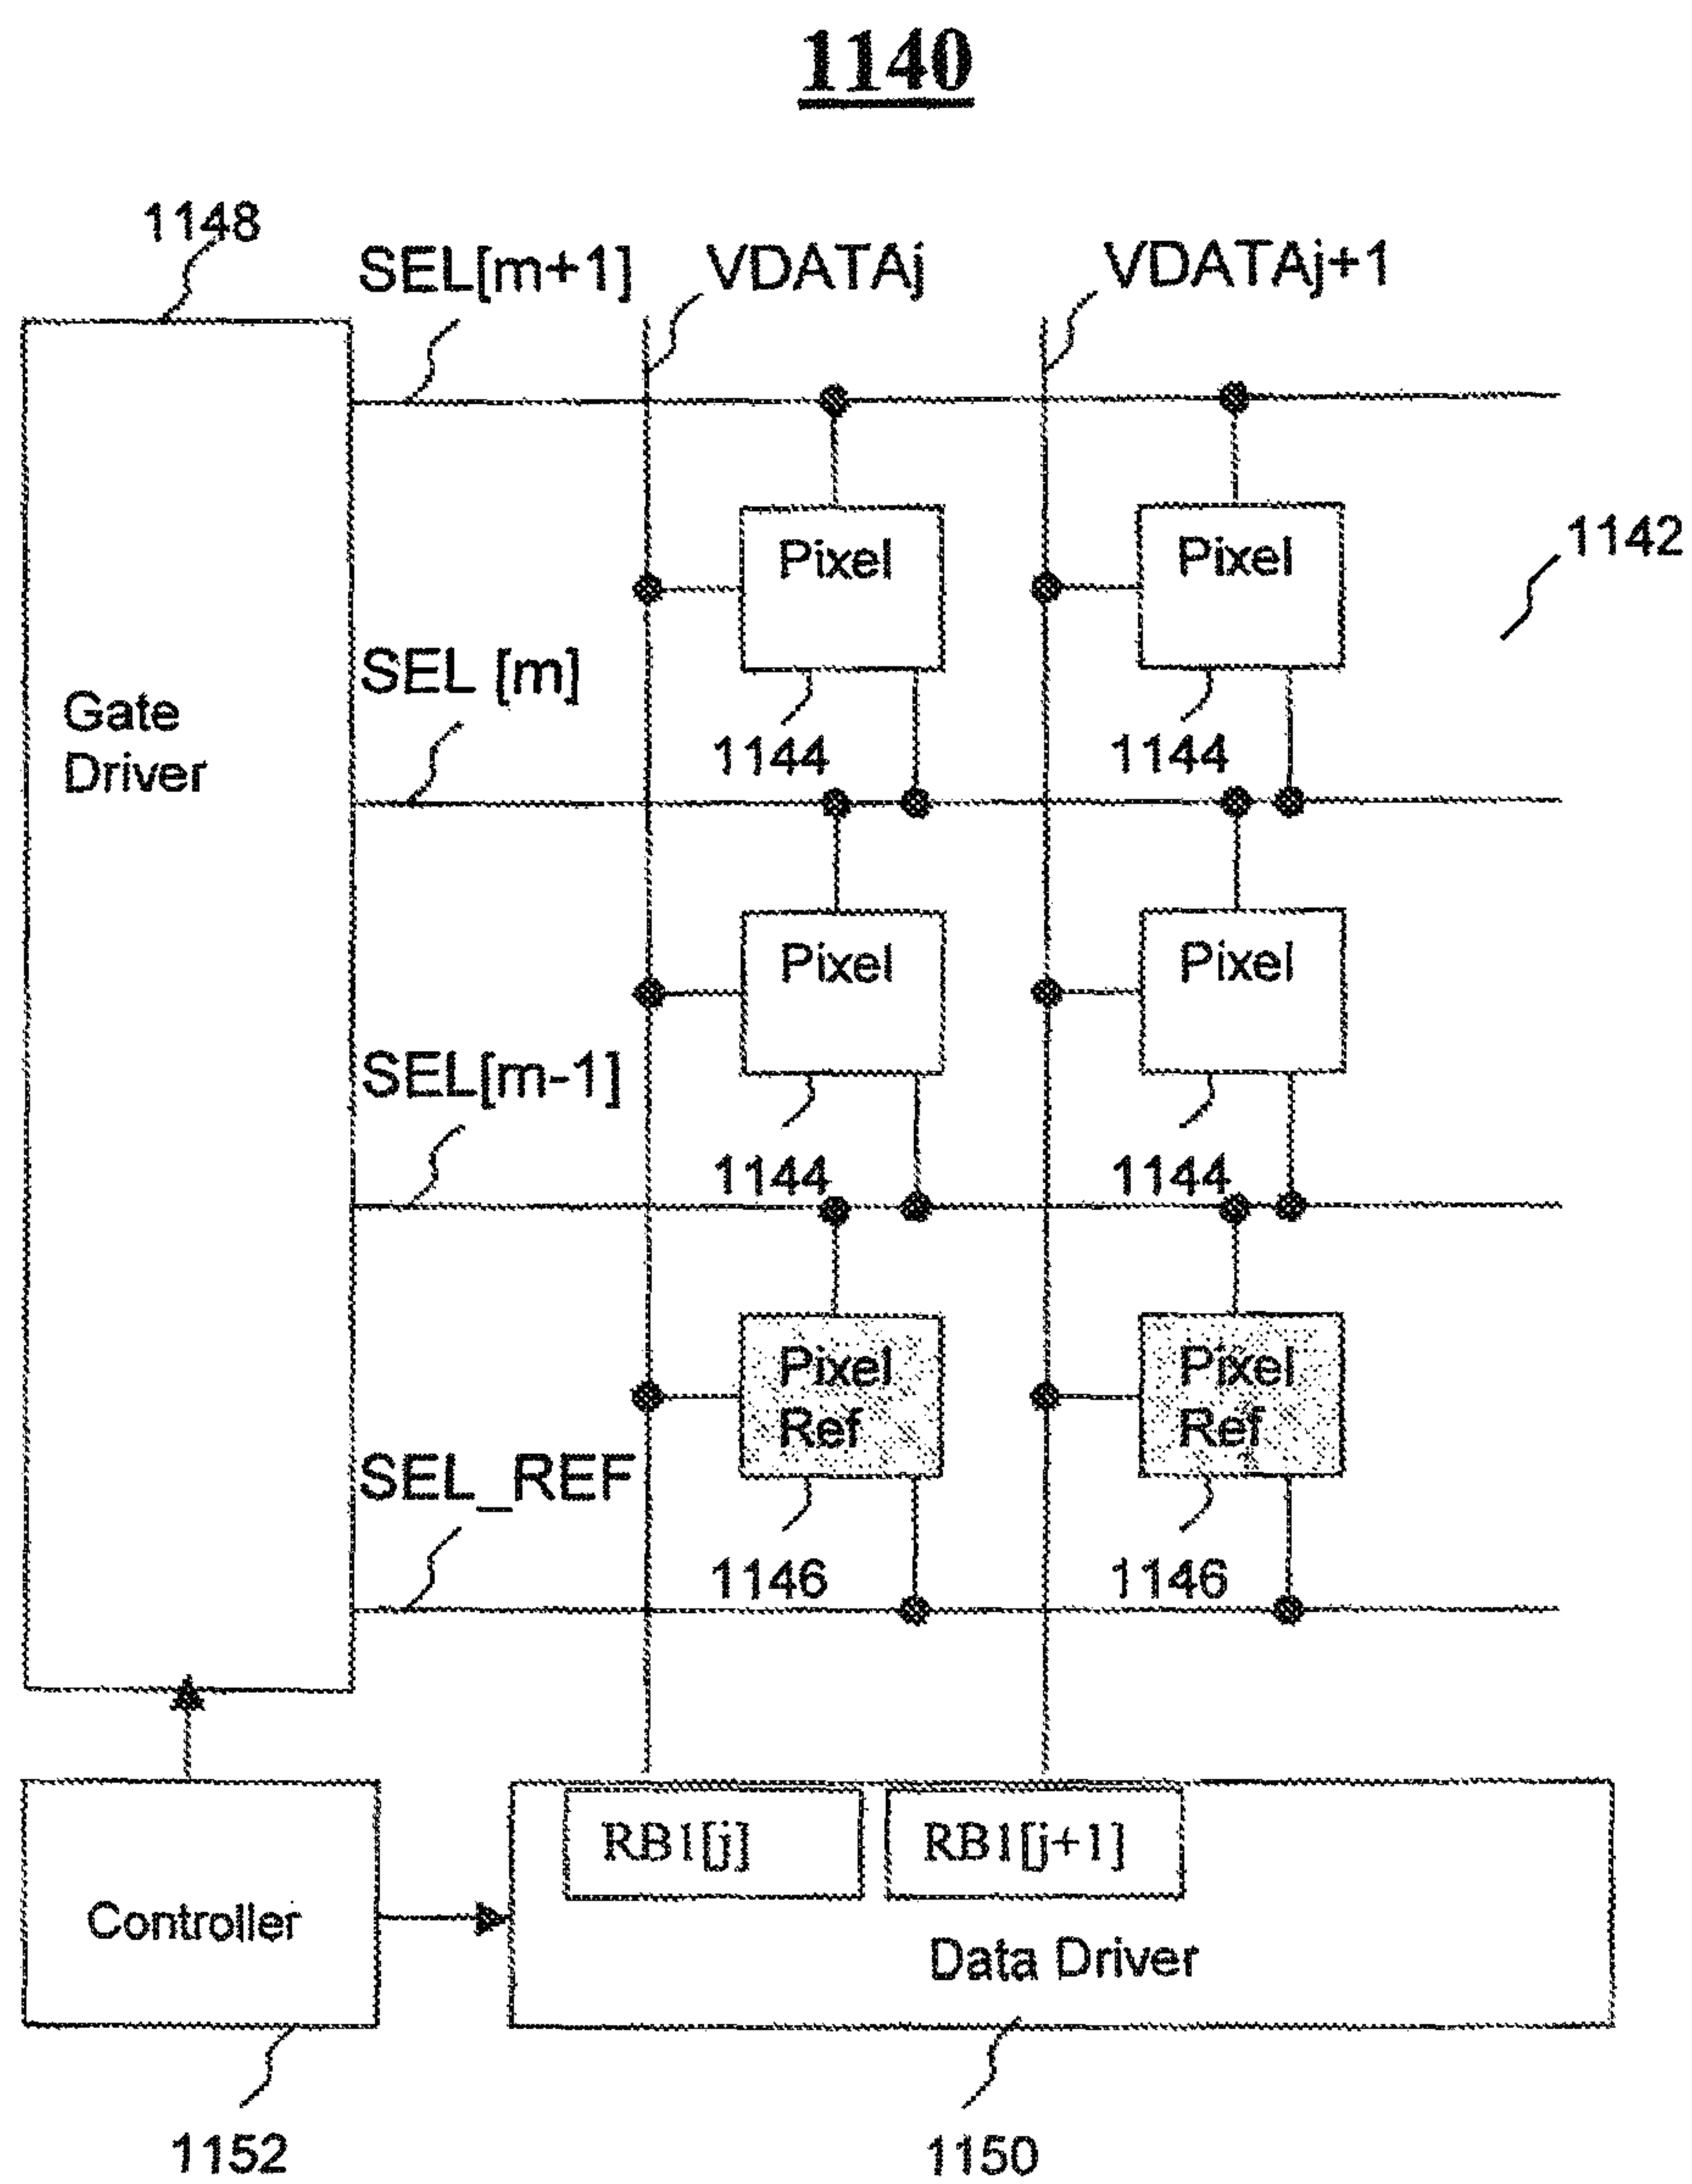 1140
1148
SEL[m+1]
VDATAj
VDATAj+1
Pixel
Pixel
1142
SEL [m]
Gate
Driver
1144
1144
Pixel
Pixel
SEL[m-1]
1144
1144
Pixel
Ref
Pixel
Ref
SEL_REF
1146
1146
RB1[j]
RB1[j+1]
Controller
Data Driver
1152
1150